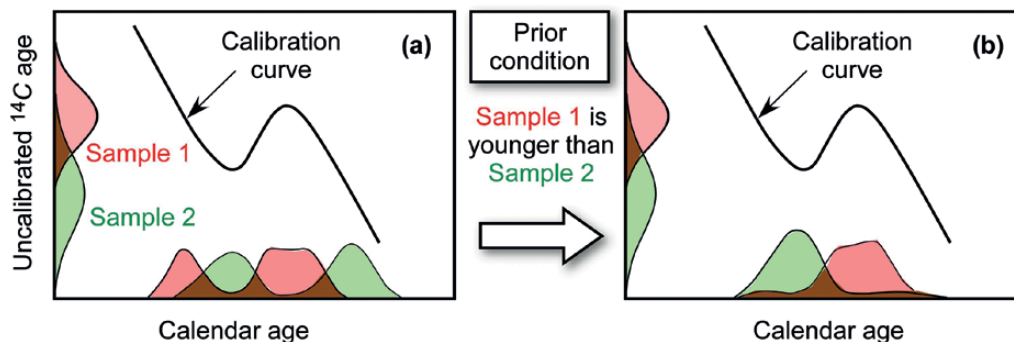 Uncalibrated ¹⁴C age
Calibration
curve
(a)
Sample 1
Sample 2
Calendar age
Prior
condition
Sample 1 is
younger than
Sample 2
Calibration
curve
(b)
Calendar age